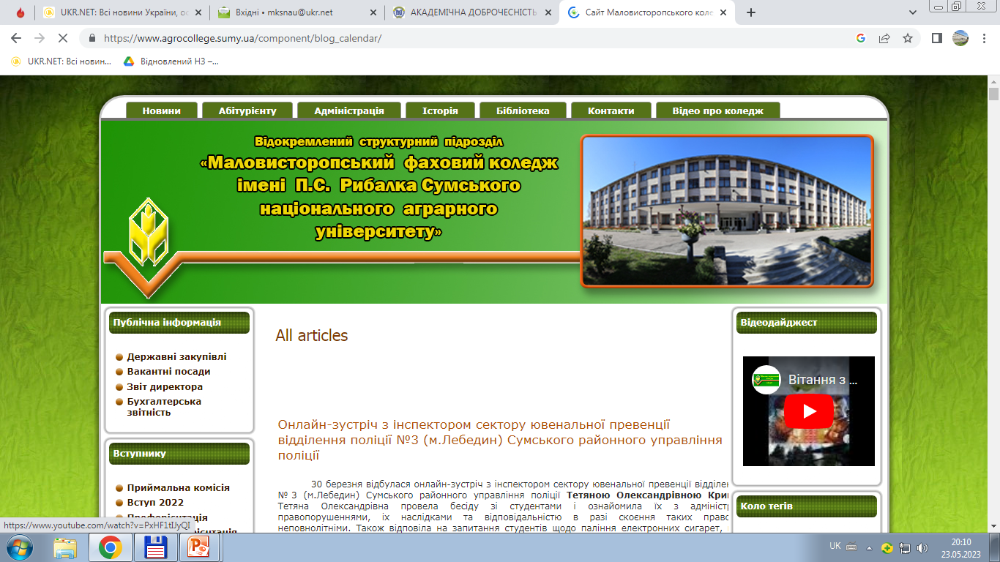 UKR.NET: Всі новини України, ос
Вхідні • mksnau@ukr.net
АКАДЕМІЧНА ДОБРОЧЕСНІСТЬ
Сайт Маловисторопського коле
https://www.agrocollege.sumy.ua/component/blog_calendar/
UKR.NET: Всі новин...
Відновлений НЗ –...
Новини
Абітурієнту
Адміністрація
Історія
Бібліотека
Контакти
Відео про коледж
Відокремлений структурний підрозділ
«Маловисторопський фаховий коледж
імені П.С. Рибалка Сумського
національного аграрного
університету»
Публічна інформація
Державні закупівлі
Вакантні посади
Звіт директора
Бухгалтерська
звітність
Вступнику
Приймальна комісія
Вступ 2022
All articles
Онлайн-зустріч з інспектором сектору ювенальної превенції
відділення поліції №3 (м.Лебедин) Сумського районного управління
поліції
30 березня відбулася онлайн-зустріч з інспектором сектору ювенальної превенції відділен
№3 (м.Лебедин) Сумського районного управління поліції Тетяною Олександрівною Кри
Тетяна Олександрівна провела бесіду зі студентами і ознайомила їх з адміністр
правопорушеннями, їх наслідками та відповідальністю в разі скоєння таких право
неповнолітніми. Також відповіла на запитання студентів щодо паління електронних сигарет,
Відеодайджест
Вітання з ...
Коло тегів
https://www.youtube.com/watch?v=PxHF1tIJyQI
UK
20:10
23.05.2023